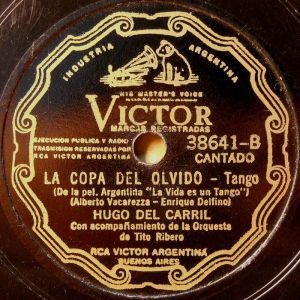 INDUSTRIA ARGENTINA
HIS MASTER'S VOICE
VICTOR
MARCAS REGISTRADAS
EJECUCION PUBLICA Y RADIO
TRASMISION RESERVADAS POR
RCA VICTOR ARGENTINA
38641-B
CANTADO
LA COPA DEL OLVIDO - Tango
(De la pel. Argentina "La Vida es un Tango")
(Alberto Vacarezza - Enrique Delfino)
HUGO DEL CARRIL
Con acompañamiento de la Orquesta
de Tito Ribero
RCA VICTOR ARGENTINA
BUENOS AIRES